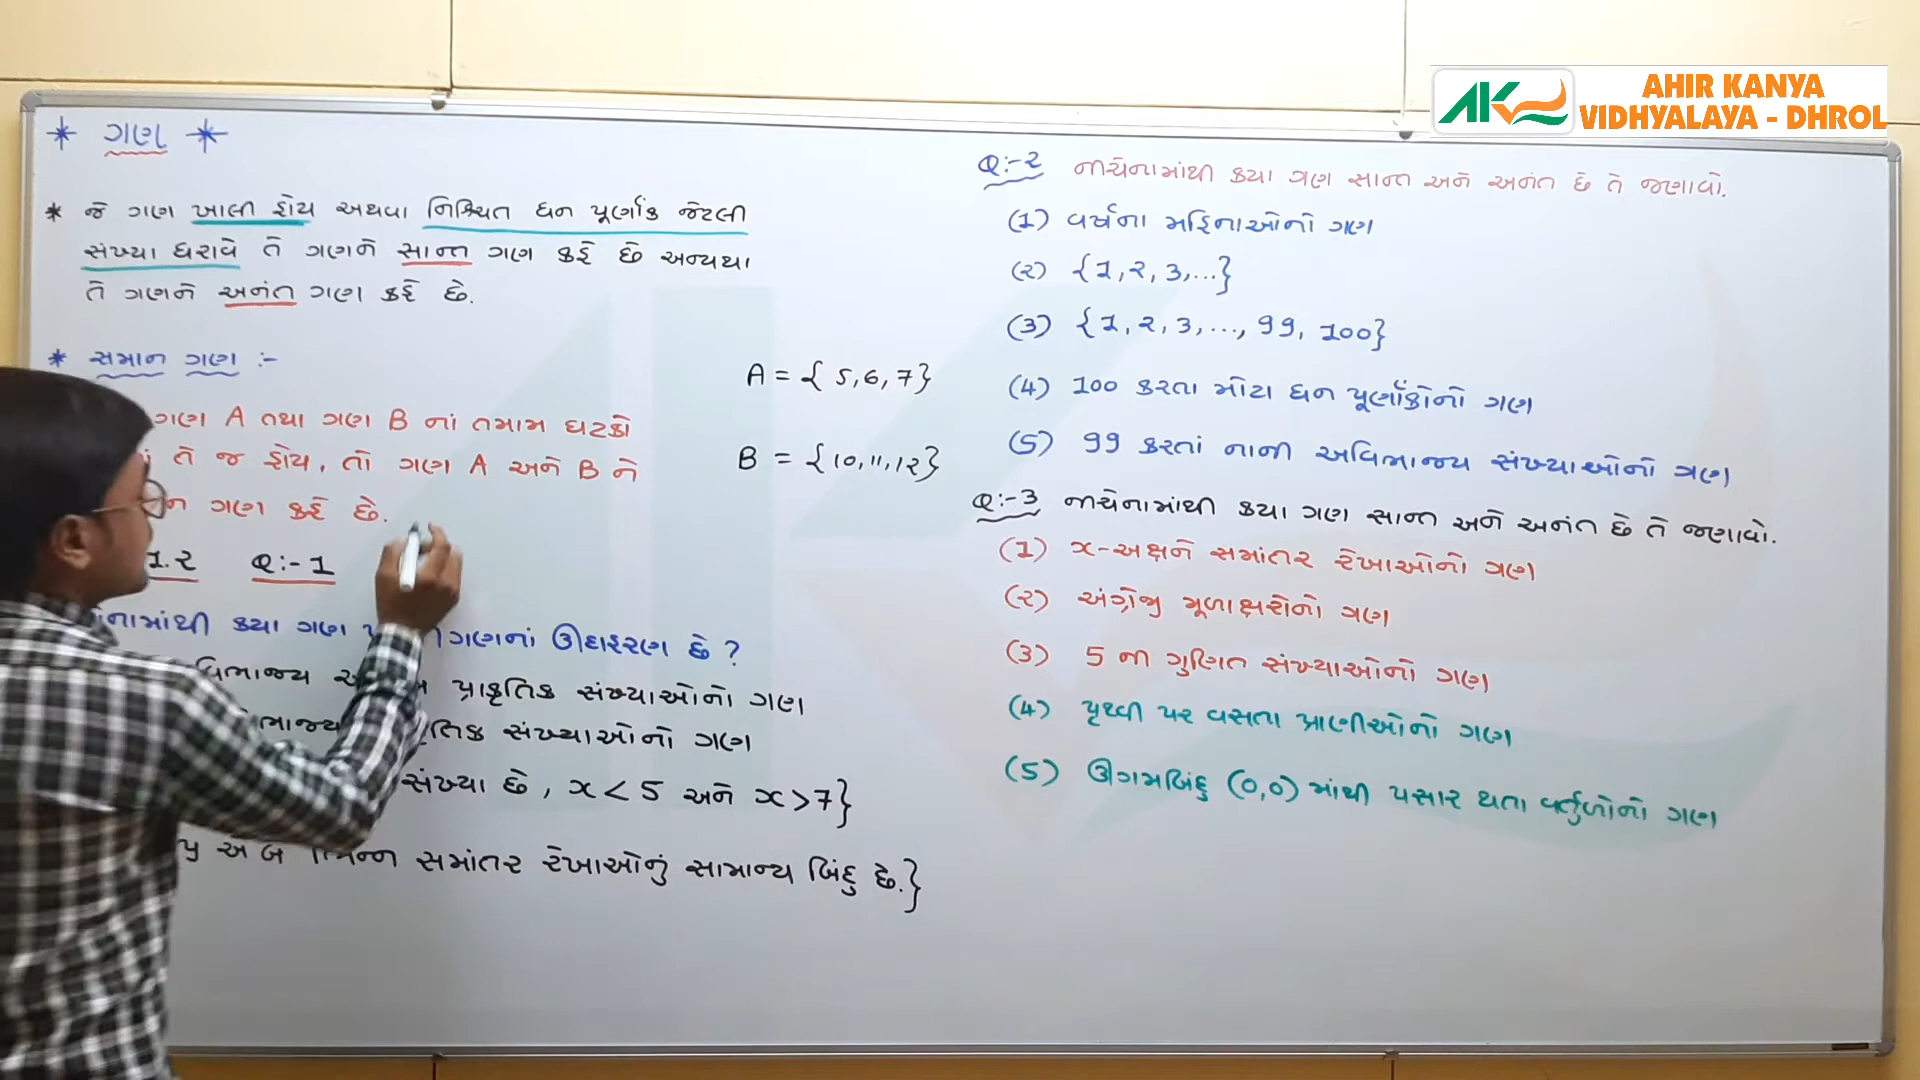 AHIR KANYA
VIDHYALAYA - DHROL
* ગણ *
* જે ગણ ખાલી હોય અથવા નિશ્ચિત ધન પૂર્ણાંક જેટલી
સંખ્યા ધરાવે તે ગણને સાન્ત ગણ કહે છે અન્યથા
તે ગણને અનંત ગણ કહે છે.
* સમાન ગણ :-
ગણ A તથા ગણ B નાં તમામ ઘટકો
તે જ હોય, તો ગણ A અને B ને
ગણ કહે છે.
A = { 5,6,7}
B = {10,11,12}
1.2 Q:-1
ક્યા ગણ ગણનાં ઊદાહરણ છે ?
પ્રાકૃતિક સંખ્યાઓનો ગણ
સંખ્યાઓનો ગણ
સંખ્યા છે, x < 5 અને x > 7}
સમાંતર રેખાઓનું સામાન્ય બિંદુ છે.}
Q:-2 નીચેનામાંથી ક્યા ગણ સાન્ત અને અનંત છે તે જણાવો.
(1) વર્ષના મહિનાઓનો ગણ
(2) {1, 2, 3,...}
(3) {1, 2, 3, ..., 99, 100}
(4) 100 કરતા મોટા ધન પૂર્ણાંકોનો ગણ
(5) 99 કરતાં નાની અવિભાજ્ય સંખ્યાઓનો ગણ
Q:-3 નીચેનામાંથી ક્યા ગણ સાન્ત અને અનંત છે તે જણાવો.
(1) x-અક્ષને સમાંતર રેખાઓનો ગણ
(2) અંગ્રેજી મૂળાક્ષરોનો ગણ
(3) 5 ની ગુણિત સંખ્યાઓનો ગણ
(4) પૃથ્વી પર વસતા પ્રાણીઓનો ગણ
(5) ઊગમબિંદુ (0,0) માંથી પસાર થતા વર્તુળોનો ગણ